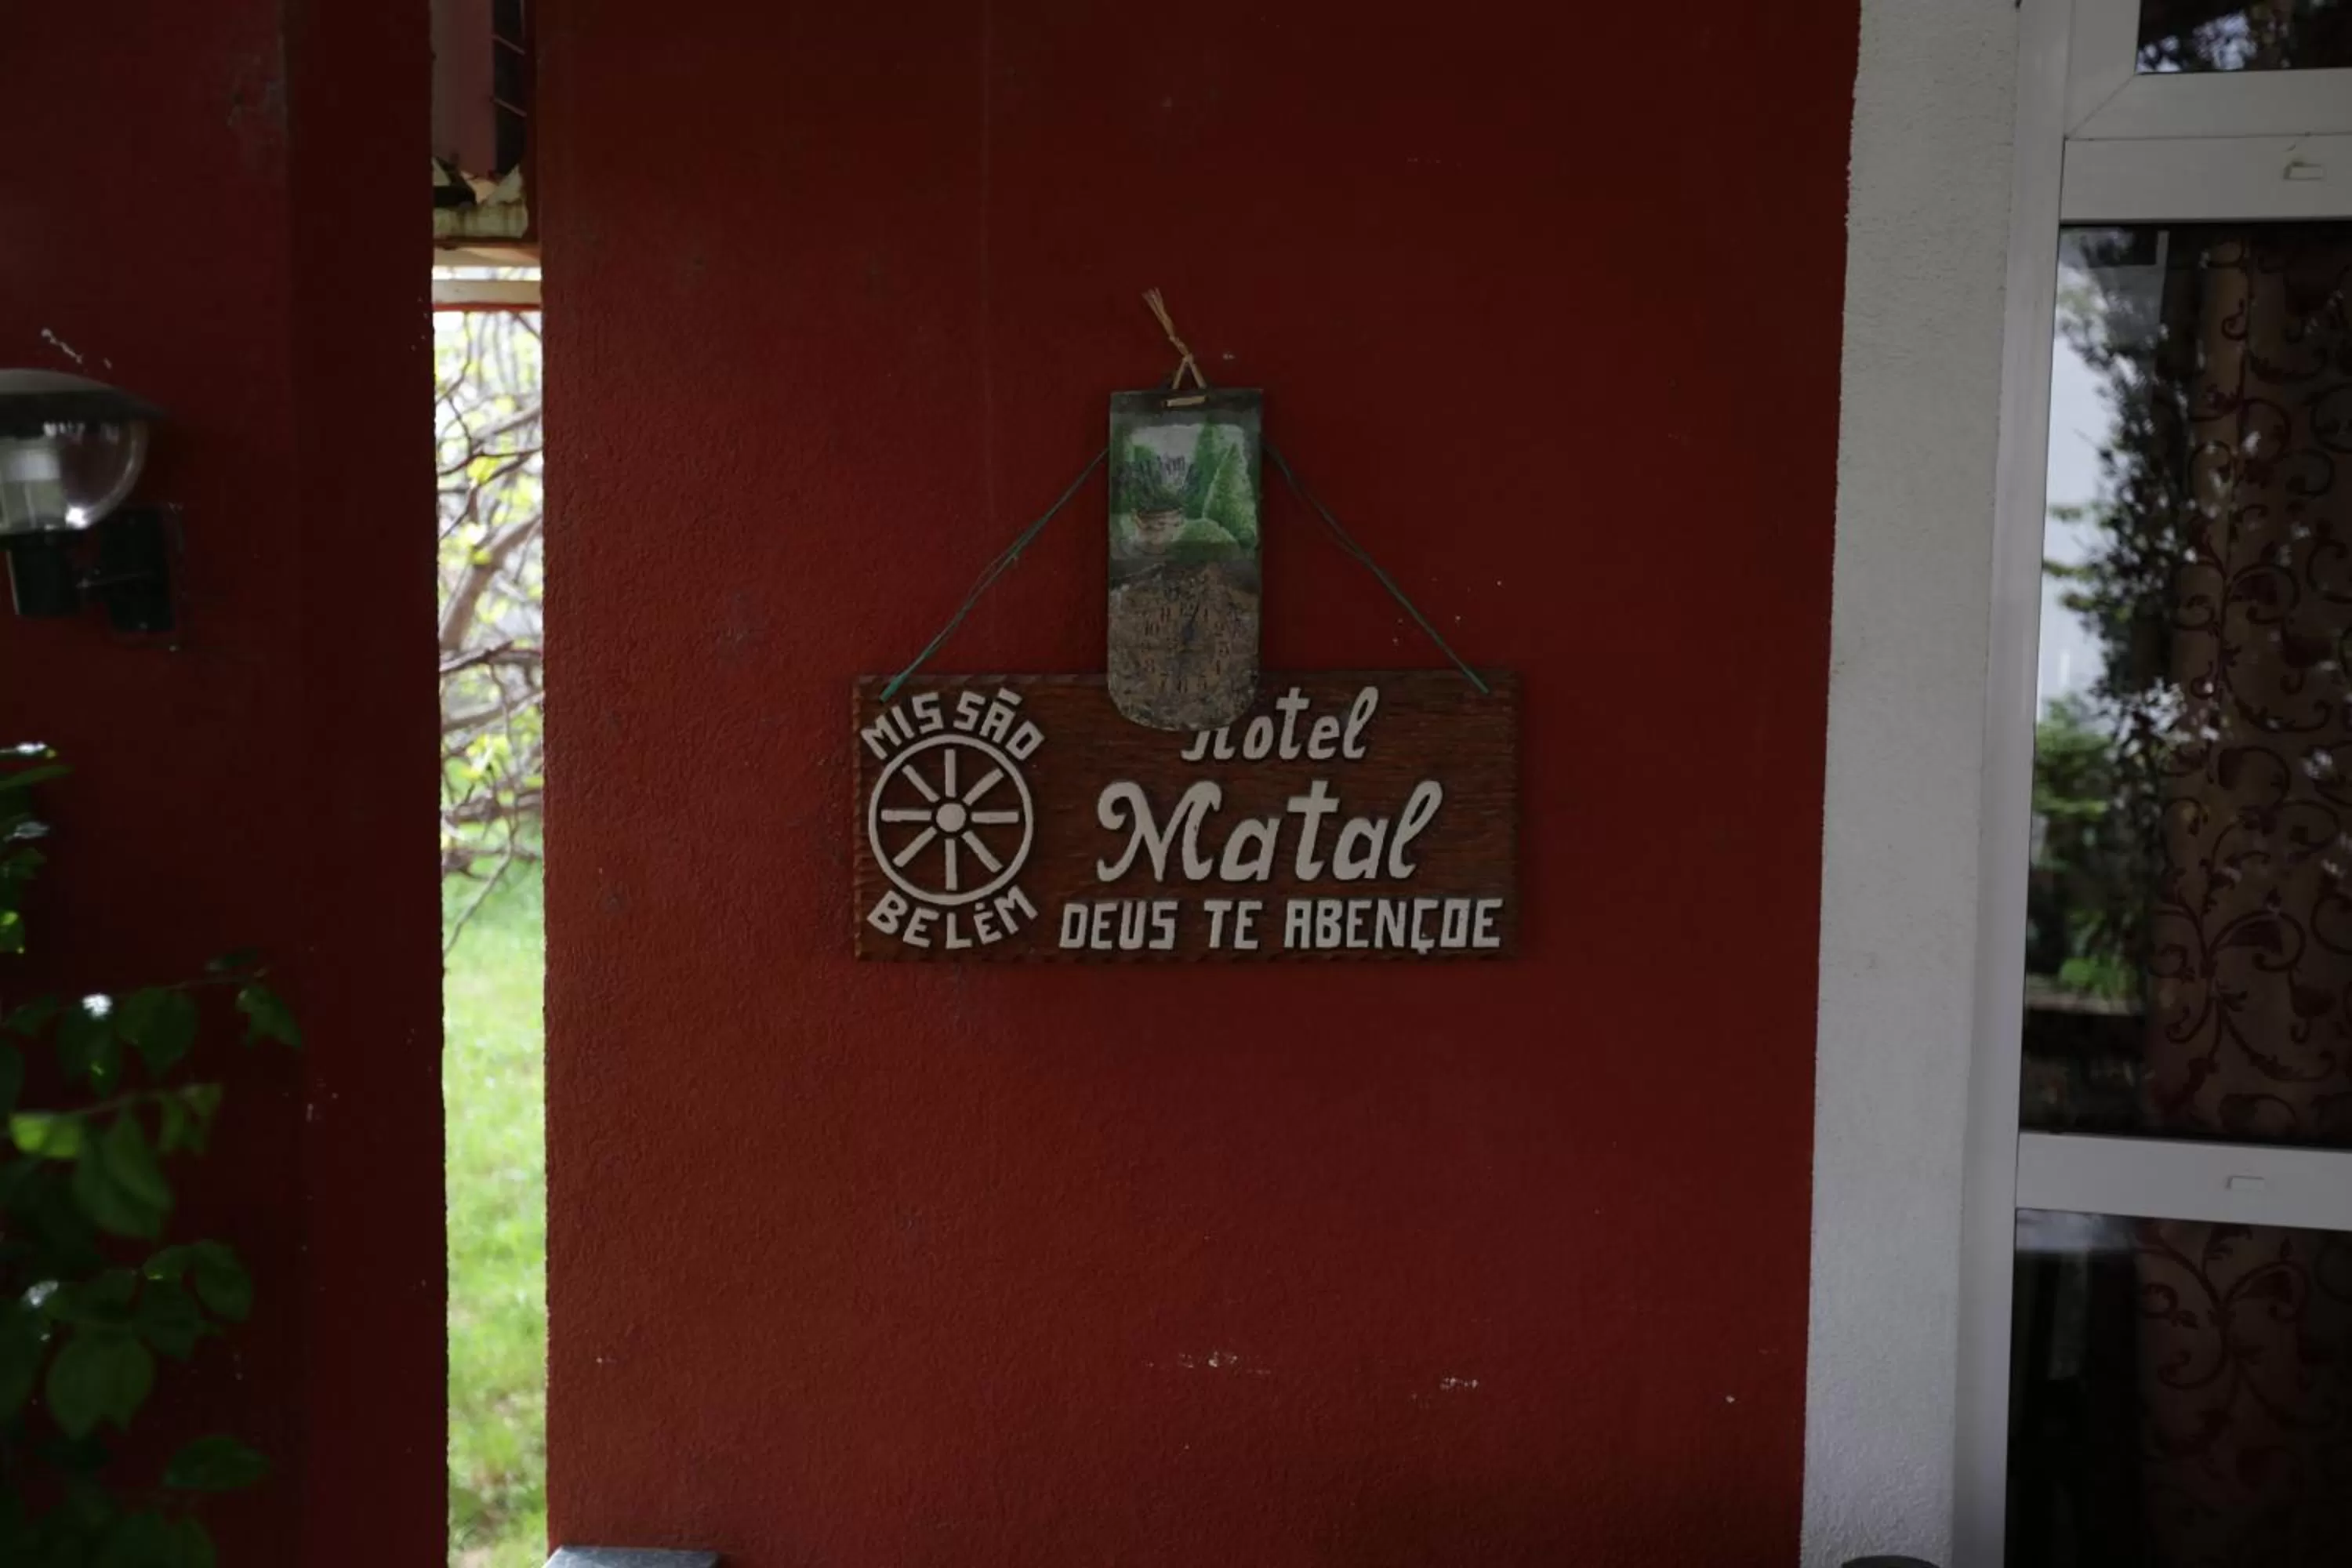 MISSÃO
BELÉM
Hotel
Matal
DEUS TE ABENÇOE